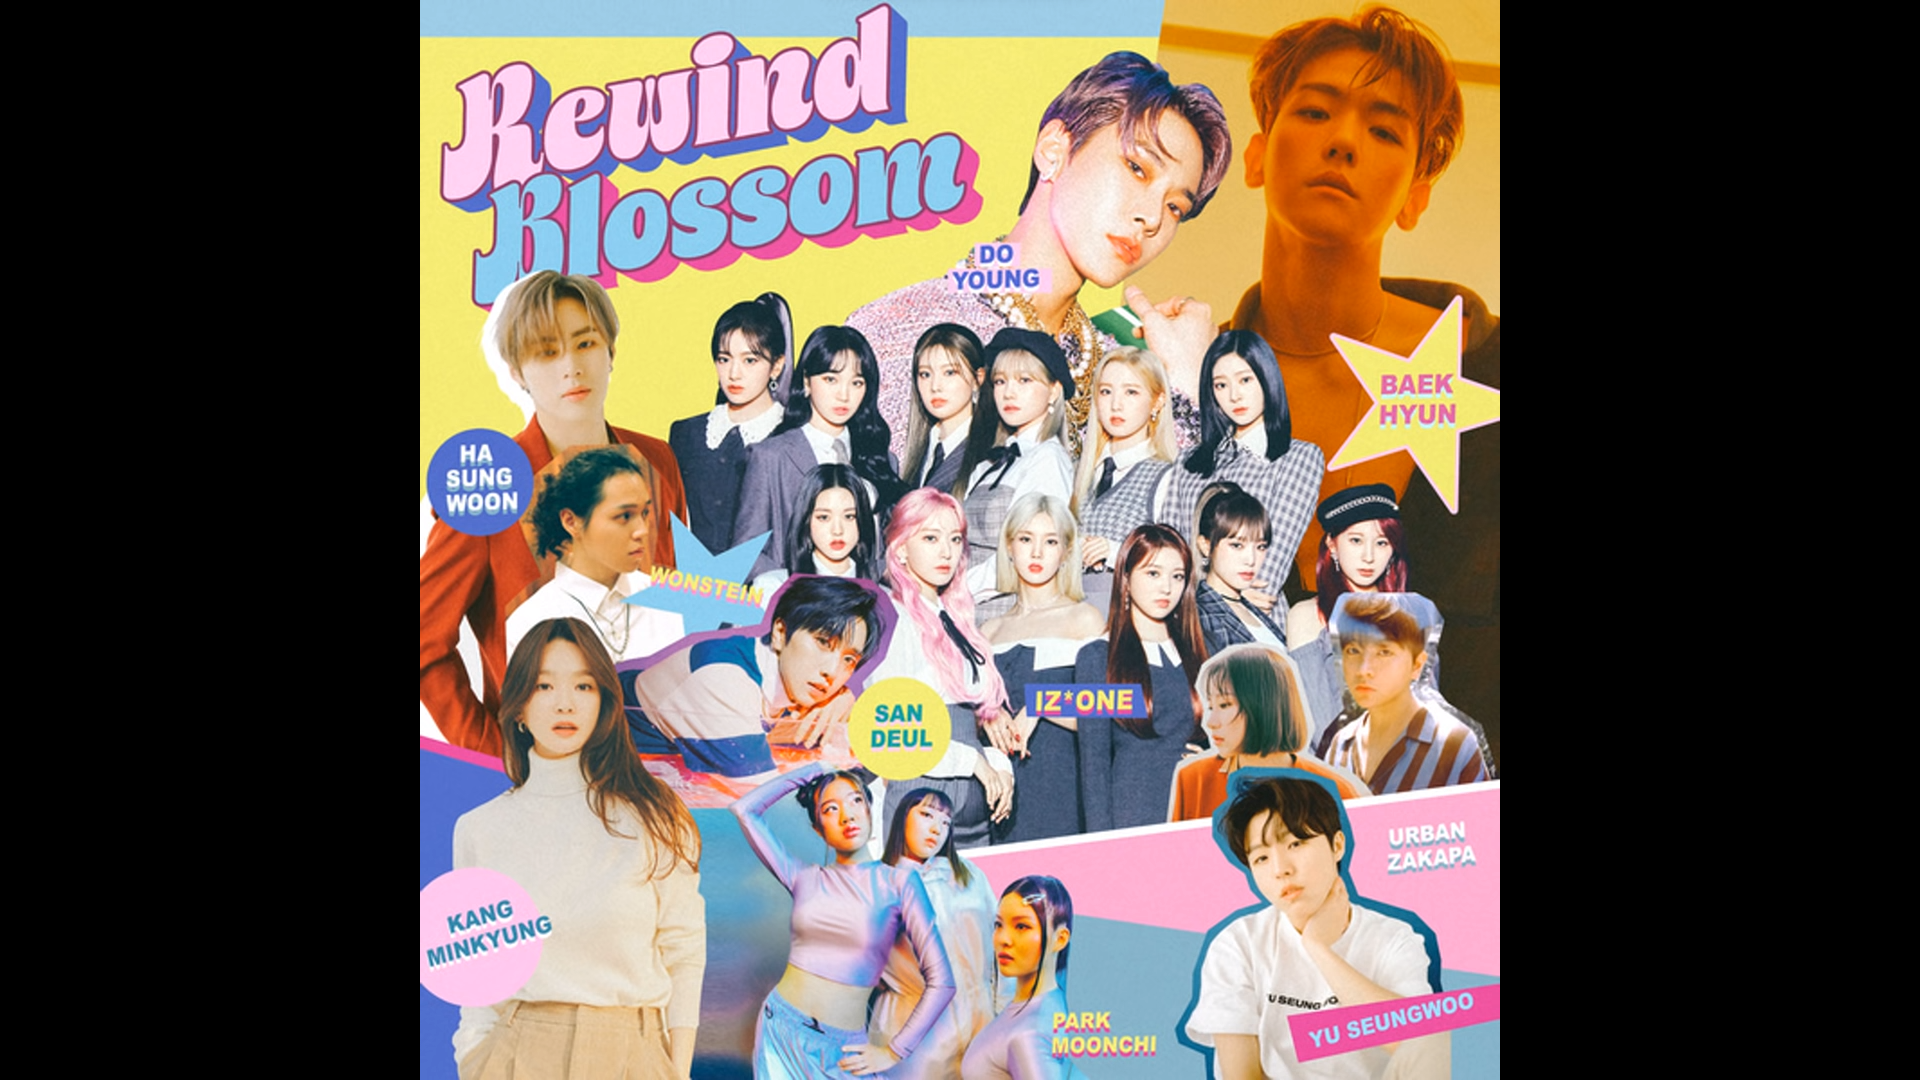 Rewind
Blossom
DO
YOUNG
BAEK
HYUN
HA
SUNG
WOON
WONSTEIN
SAN
DEUL
IZ*ONE
URBAN
ZAKAPA
KANG
MINKYUNG
PARK
MOONCHI
YU SEUNGWOO